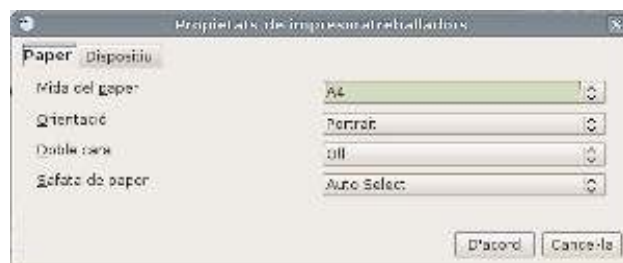 Propietats de impresoratreballadors
Paper Dispositiu
Mida del paper A4
Orientació Portrait
Doble cara Off
Safata de paper Auto Select
D'acord Cancel·la